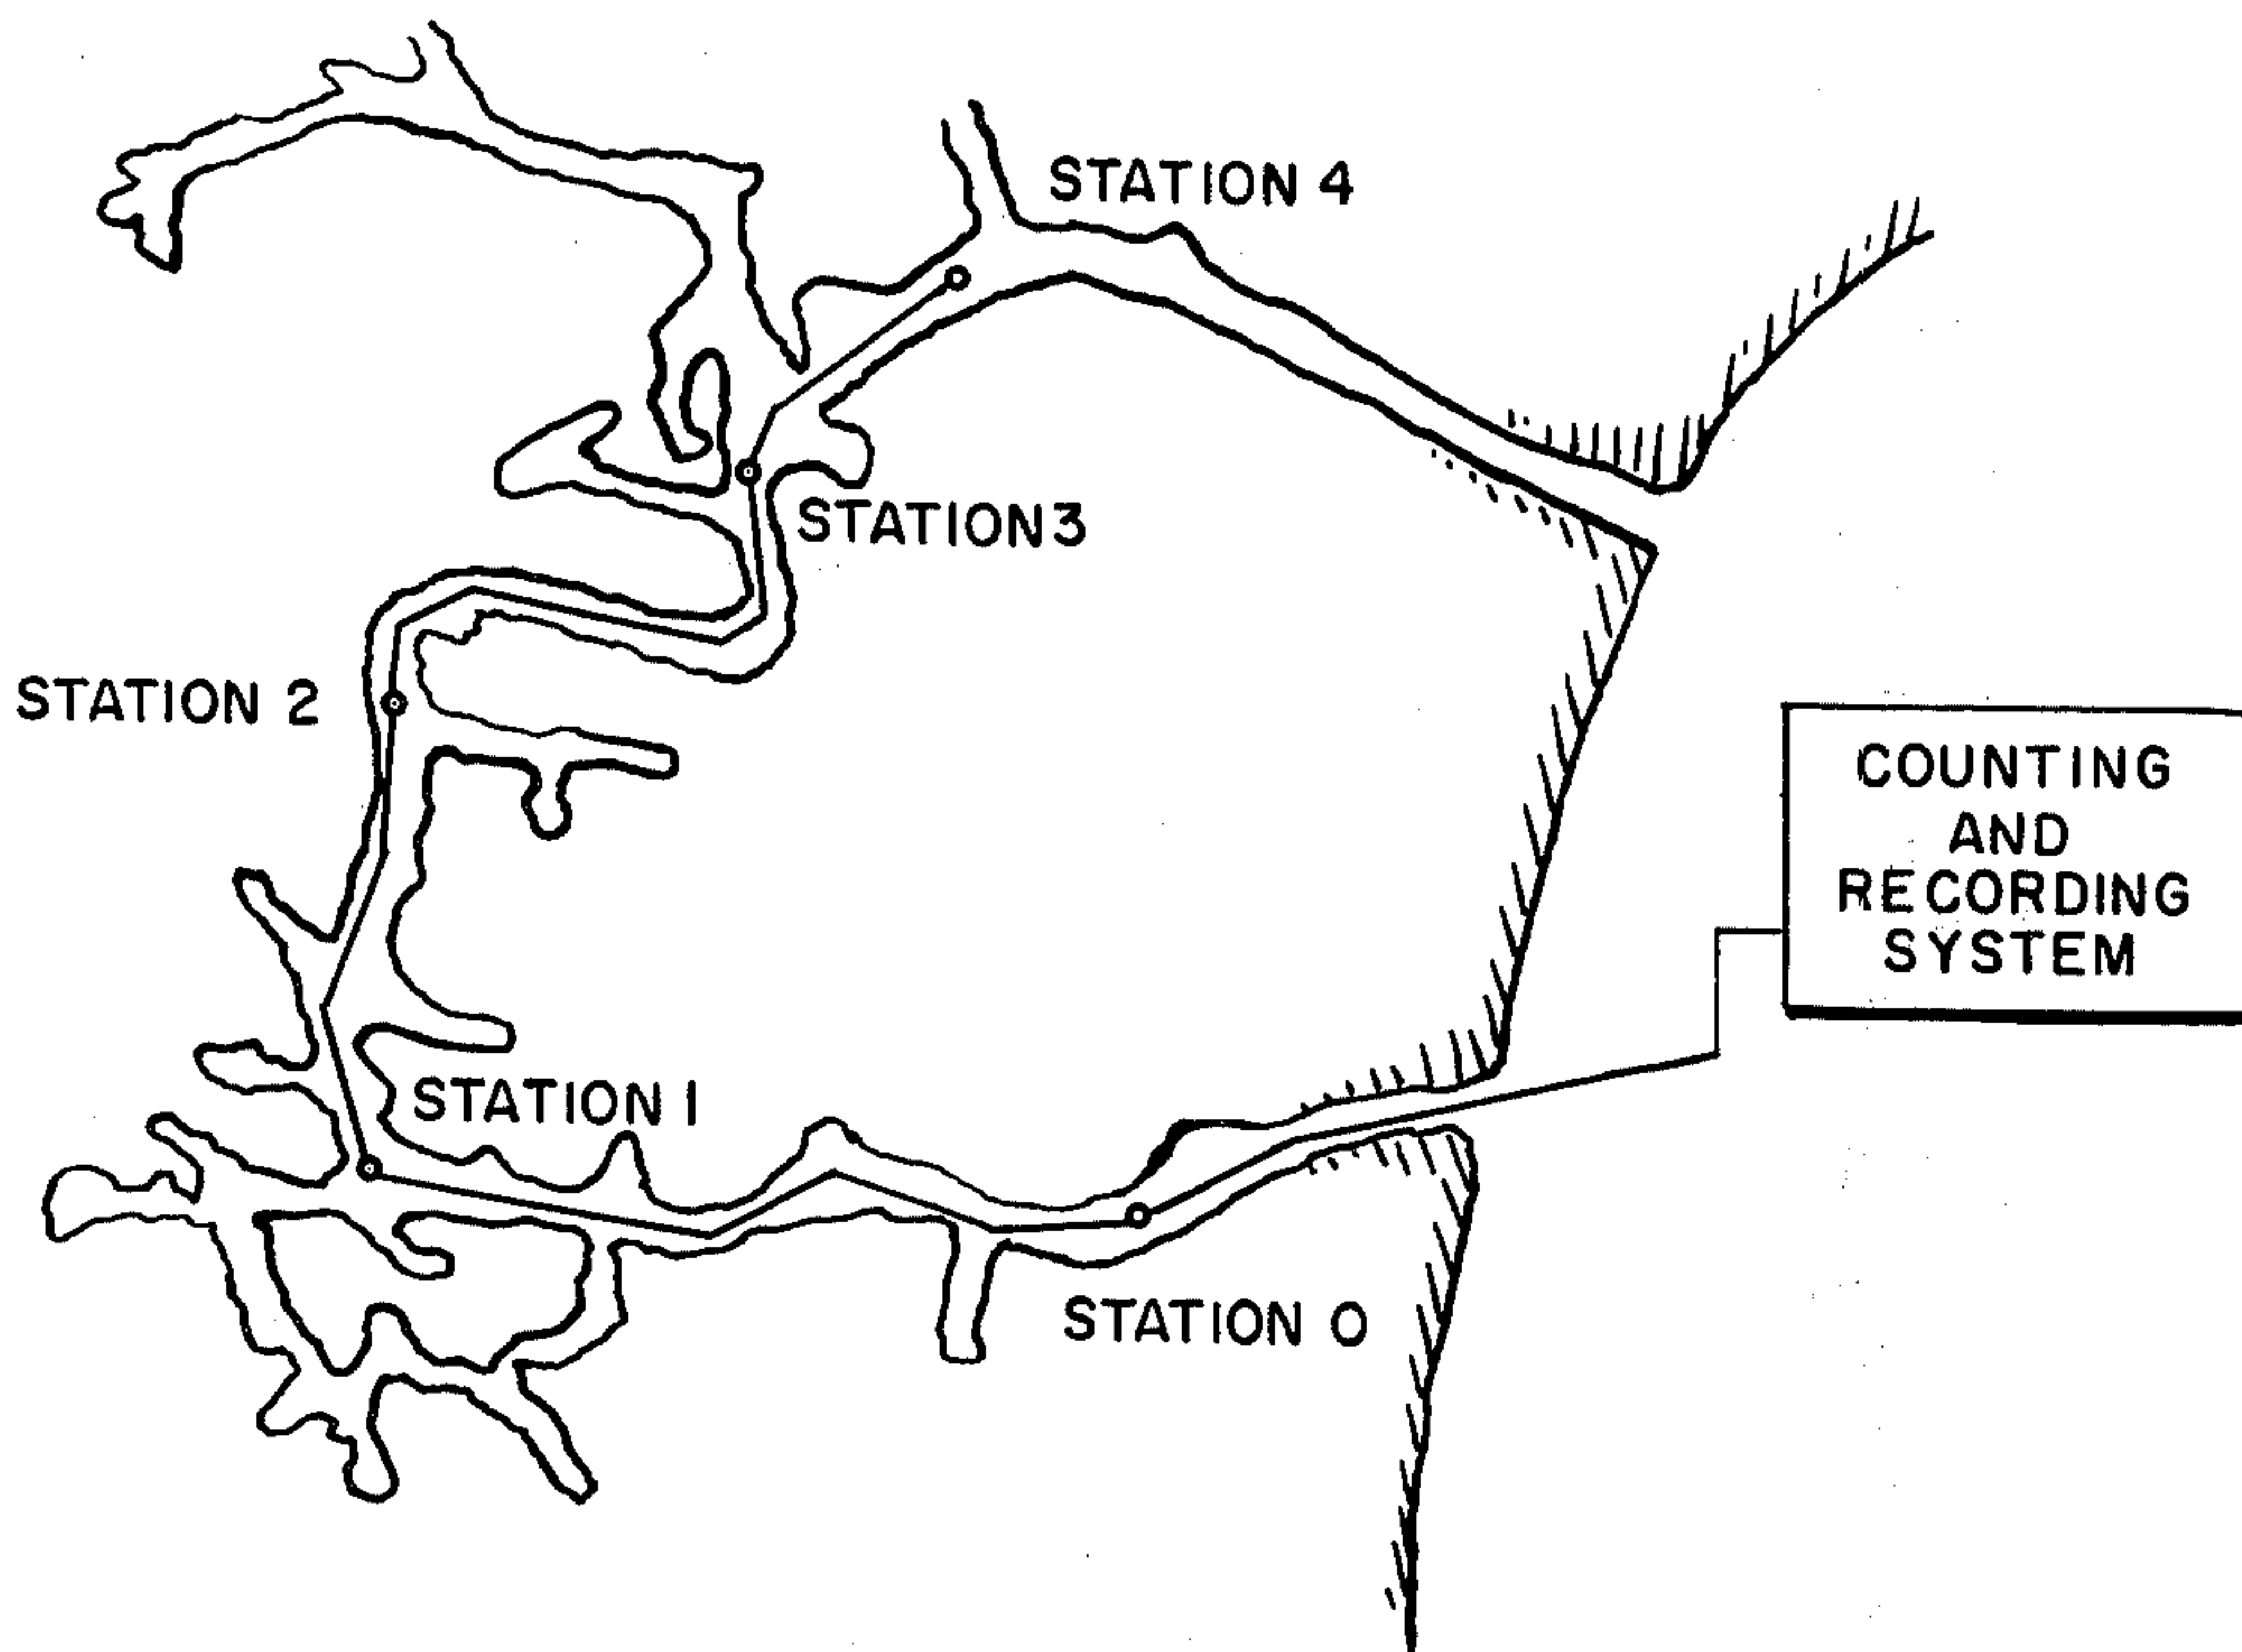 STATION 4
STATION 3
STATION 2
COUNTING
AND
RECORDING
SYSTEM
STATION 1
STATION 0